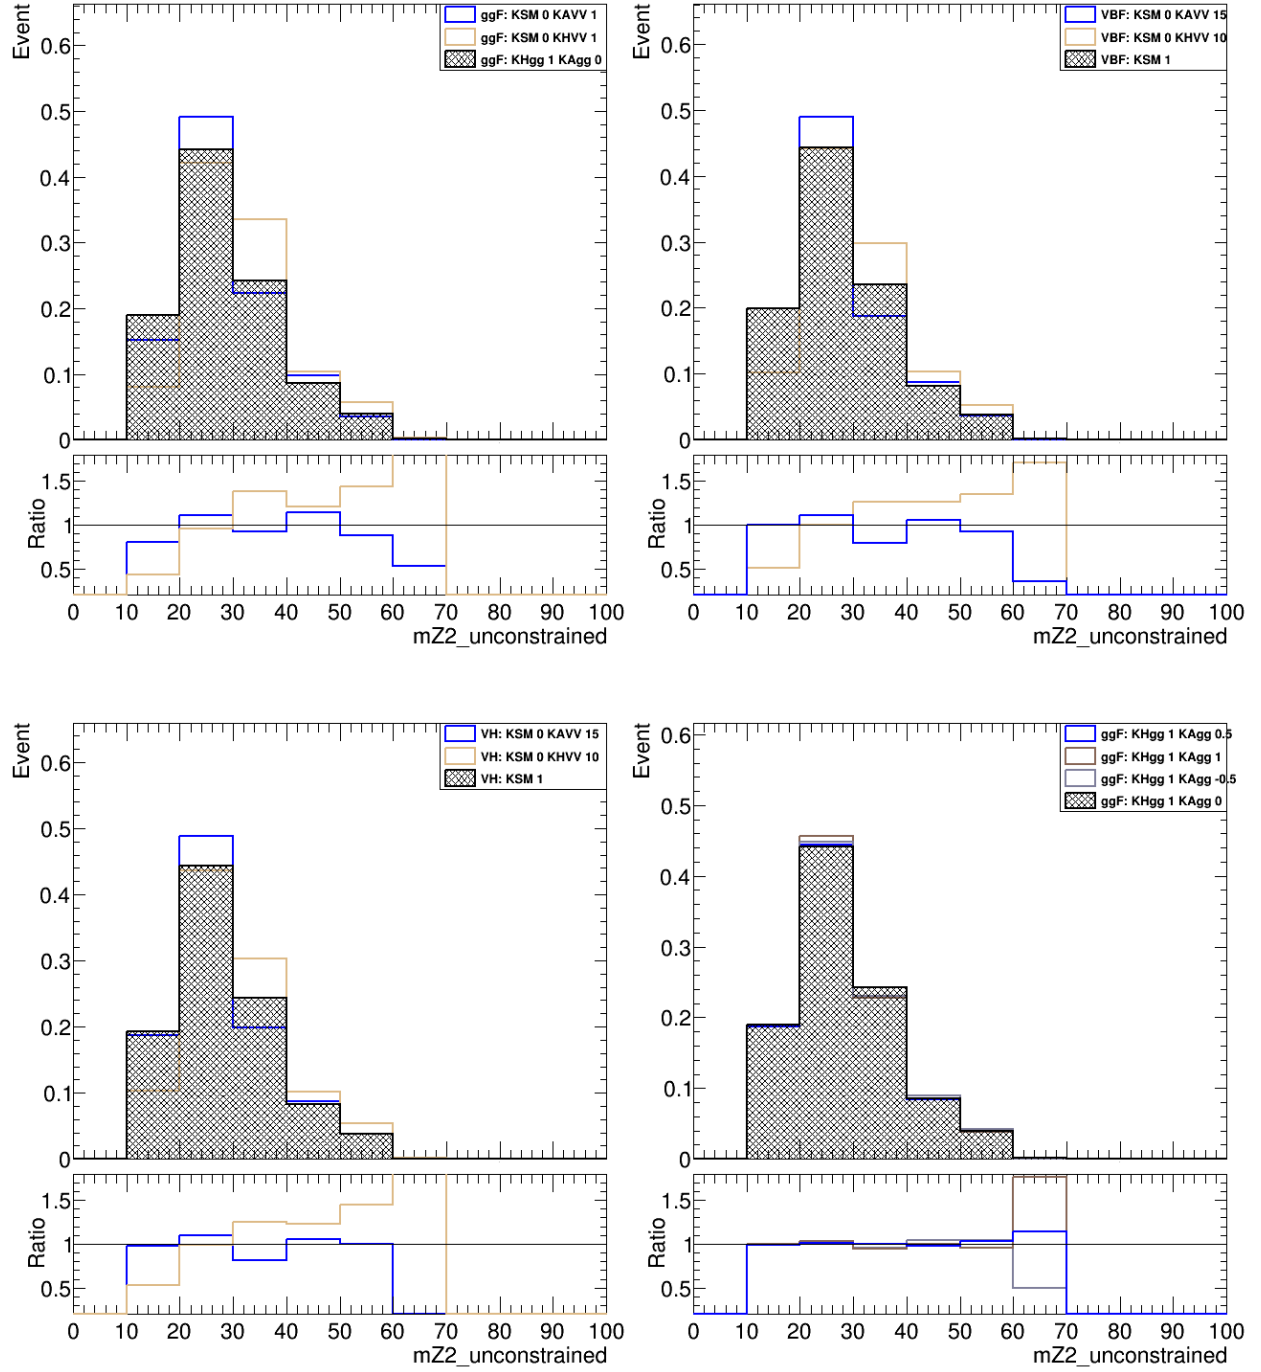 Event
ggF: KSM 0 KAVV 1
ggF: KSM 0 KHVV 1
ggF: KHgg 1 KAgg 0
0.6
0.5
0.4
0.3
0.2
0.1
0
Ratio
1.5
1
0.5
0 10 20 30 40 50 60 70 80 90 100
mZ2_unconstrained
Event
VBF: KSM 0 KAVV 15
VBF: KSM 0 KHVV 10
VBF: KSM 1
0.6
0.5
0.4
0.3
0.2
0.1
0
Ratio
1.5
1
0.5
0 10 20 30 40 50 60 70 80 90 100
mZ2_unconstrained
Event
VH: KSM 0 KAVV 15
VH: KSM 0 KHVV 10
VH: KSM 1
0.6
0.5
0.4
0.3
0.2
0.1
0
Ratio
1.5
1
0.5
0 10 20 30 40 50 60 70 80 90 100
mZ2_unconstrained
Event
ggF: KHgg 1 KAgg 0.5
ggF: KHgg 1 KAgg 1
ggF: KHgg 1 KAgg -0.5
ggF: KHgg 1 KAgg 0
0.6
0.5
0.4
0.3
0.2
0.1
0
Ratio
1.5
1
0.5
0 10 20 30 40 50 60 70 80 90 100
mZ2_unconstrained